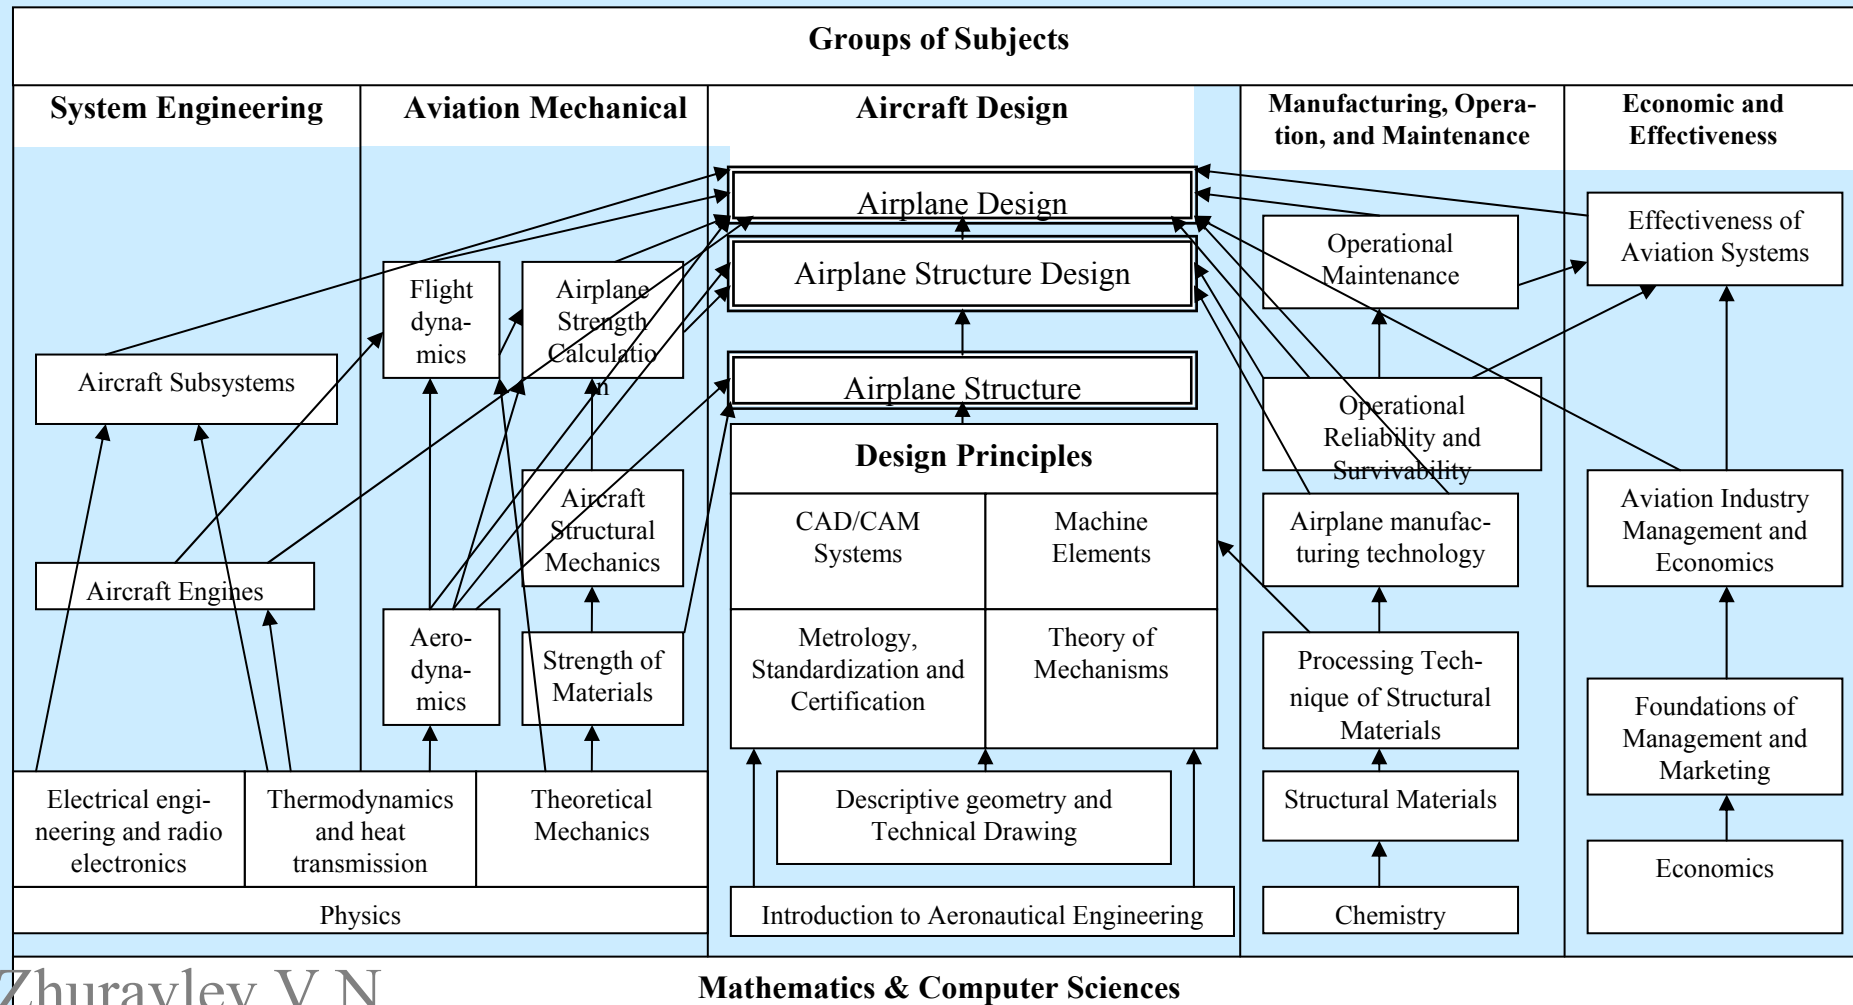 Groups of Subjects
System Engineering
Aviation Mechanical
Aircraft Design
Manufacturing, Opera-
tion, and Maintenance
Economic and
Effectiveness
Airplane Design
Airplane Structure Design
Airplane Structure
Flight
dyna-
mics
Airplane
Strength
Calculatio
n
Aircraft Subsystems
Aircraft Engines
Aircraft
Structural
Mechanics
Aero-
dyna-
mics
Strength of
Materials
Design Principles
CAD/CAM
Systems
Machine
Elements
Metrology,
Standardization and
Certification
Theory of
Mechanisms
Operational
Maintenance
Operational
Reliability and
Survivability
Airplane manufac-
turing technology
Processing Tech-
nique of Structural
Materials
Structural Materials
Chemistry
Effectiveness of
Aviation Systems
Aviation Industry
Management and
Economics
Foundations of
Management and
Marketing
Economics
Electrical engi-
neering and radio
electronics
Thermodynamics
and heat
transmission
Theoretical
Mechanics
Physics
Descriptive geometry and
Technical Drawing
Introduction to Aeronautical Engineering
Mathematics & Computer Sciences
Zhuravlev V N